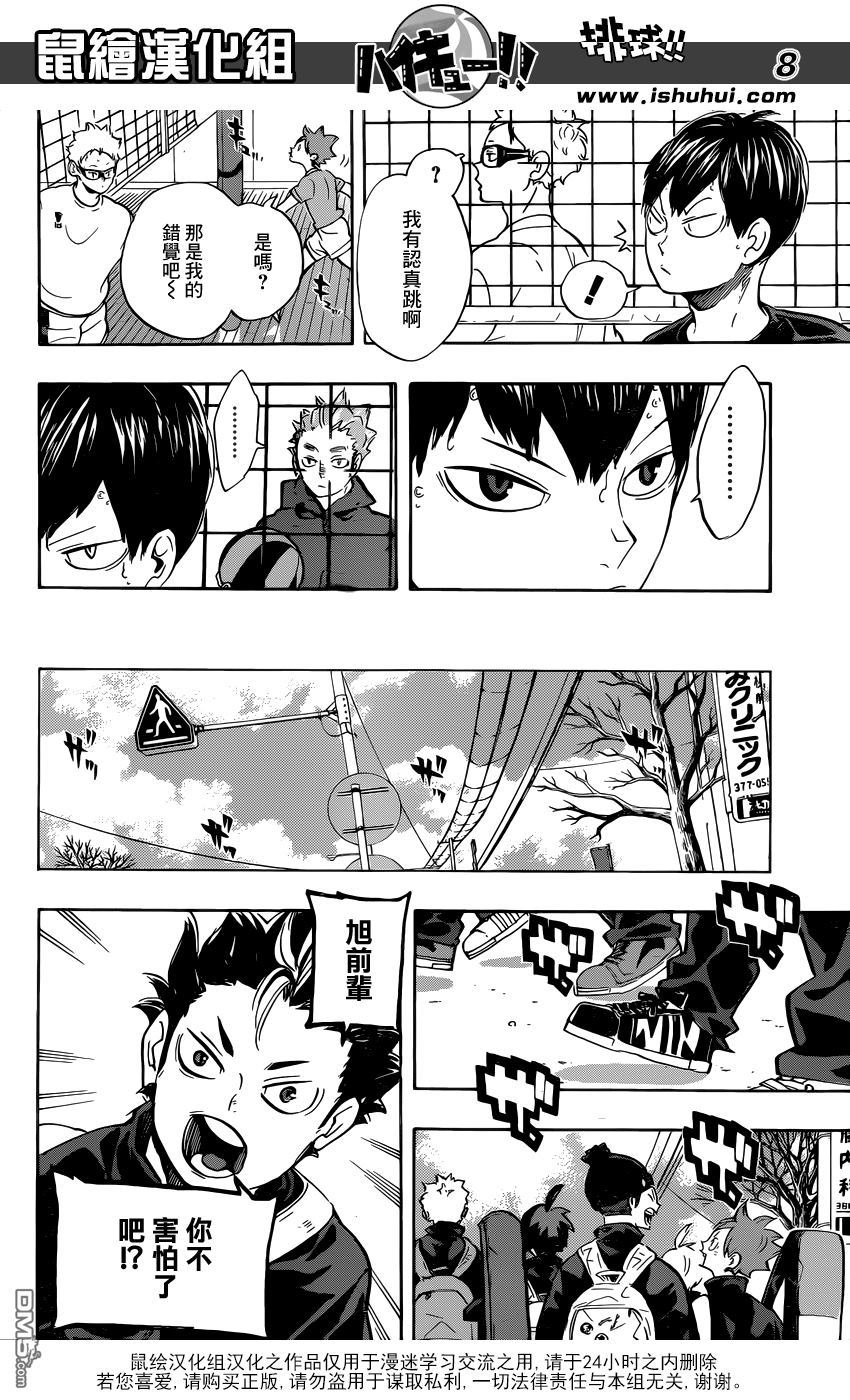 鼠繪漢化組
ハイキュー!!
排球!!
8
www.ishuhui.com
!
?
我有認真跳啊
是嗎?
那是我的
錯覺吧~
………
………
みクリニック
377-05
ザッ
ザッ
ザッ
ザッ
ザッ
ザッ
旭前輩
你不
害怕了
吧!?
内
科
DM5.com
鼠绘汉化组汉化之作品仅用于漫迷学习交流之用, 请于24小时之内删除
若您喜爱, 请购买正版, 请勿用于谋取私利, 一切法律责任与本组无关, 谢谢。